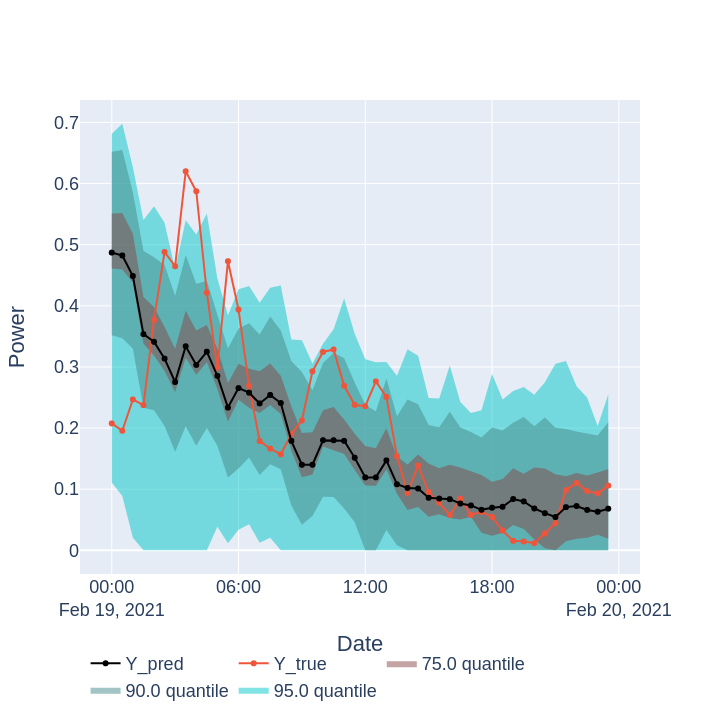 0.7
0.6
0.5
0.4
0.3
0.2
0.1
0
Power
00:00 06:00 12:00 18:00 00:00
Feb 19, 2021 Feb 20, 2021
Date
Y_pred Y_true 75.0 quantile
90.0 quantile 95.0 quantile